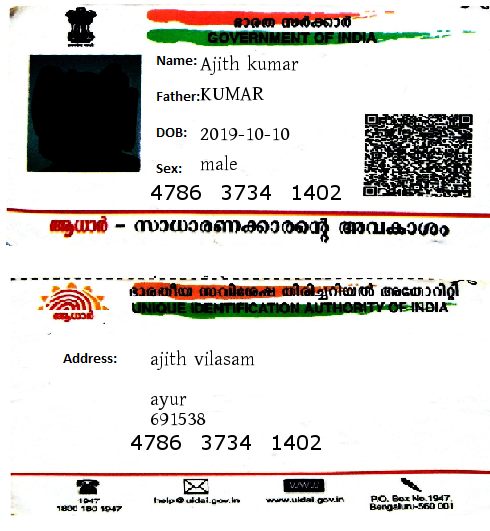 ഭാരത സർക്കാർ
GOVERNMENT OF INDIA
Name: Ajith kumar
Father:KUMAR
DOB: 2019-10-10
Sex: male
4786 3734 1402
ആധാർ – സാധാരണക്കാരന്റെ അവകാശം
ഭാരതീയ സവിശേഷ തിരിച്ചറിയൽ അതോറിറ്റി
UNIQUE IDENTIFICATION AUTHORITY OF INDIA
ആധാർ
Address: ajith vilasam
ayur
691538
4786 3734 1402
1947
1800 180 1947
help@uidai.gov.in
www
www.uidai.gov.in
P.O. Box No.1947,
Bengaluru-560 001